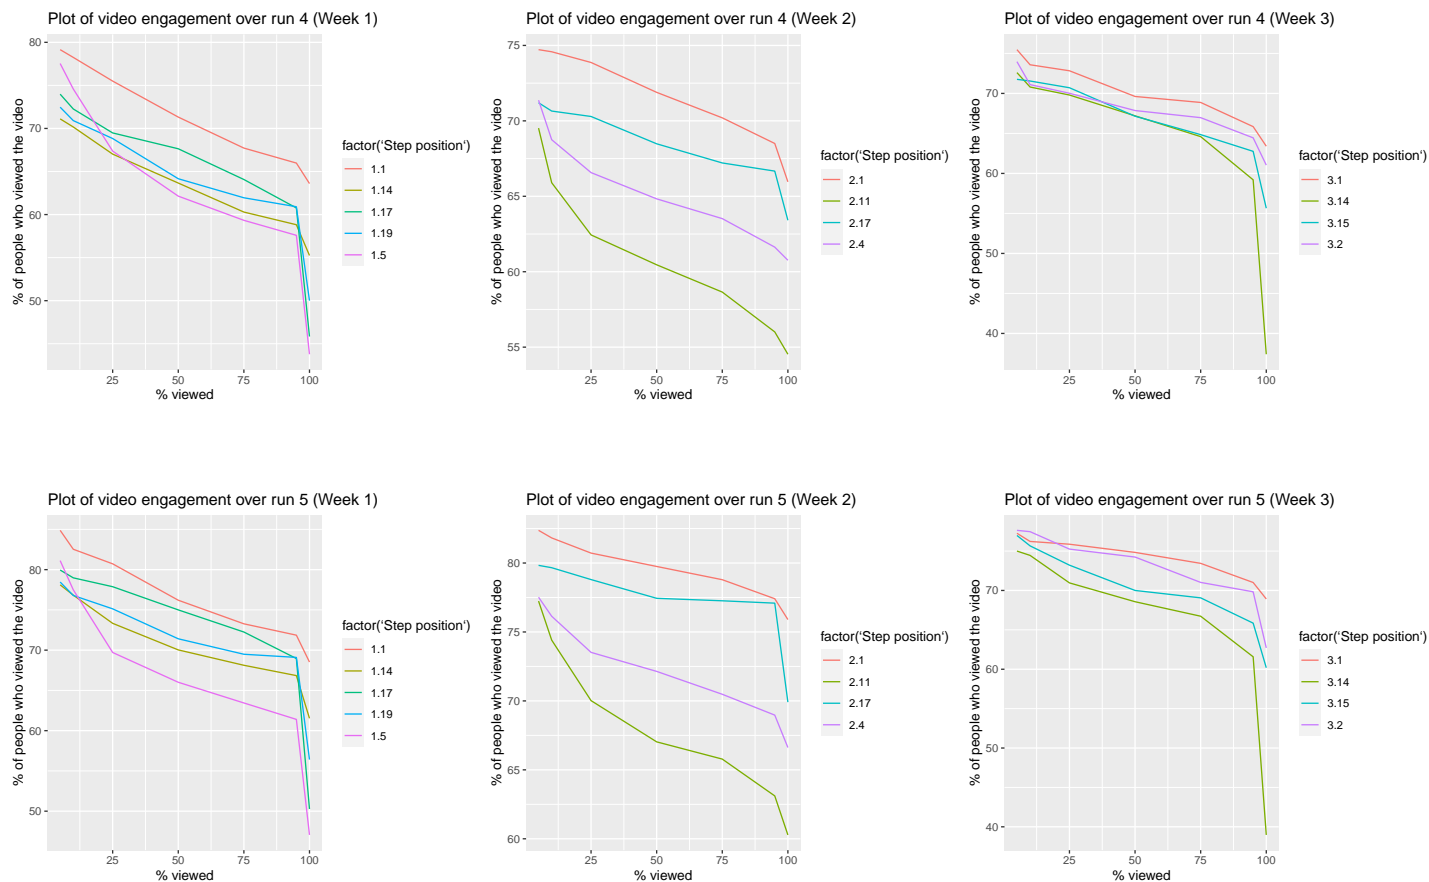 Plot of video engagement over run 4 (Week 1)
80
70
60
50
25 50 75 100
% viewed
% of people who viewed the video
factor(‘Step position‘)
1.1
1.14
1.17
1.19
1.5
Plot of video engagement over run 4 (Week 2)
75
70
65
60
55
25 50 75 100
% viewed
% of people who viewed the video
factor(‘Step position‘)
2.1
2.11
2.17
2.4
Plot of video engagement over run 4 (Week 3)
70
60
50
40
25 50 75 100
% viewed
% of people who viewed the video
factor(‘Step position‘)
3.1
3.14
3.15
3.2
Plot of video engagement over run 5 (Week 1)
80
70
60
50
25 50 75 100
% viewed
% of people who viewed the video
factor(‘Step position‘)
1.1
1.14
1.17
1.19
1.5
Plot of video engagement over run 5 (Week 2)
80
75
70
65
60
25 50 75 100
% viewed
% of people who viewed the video
factor(‘Step position‘)
2.1
2.11
2.17
2.4
Plot of video engagement over run 5 (Week 3)
70
60
50
40
25 50 75 100
% viewed
% of people who viewed the video
factor(‘Step position‘)
3.1
3.14
3.15
3.2